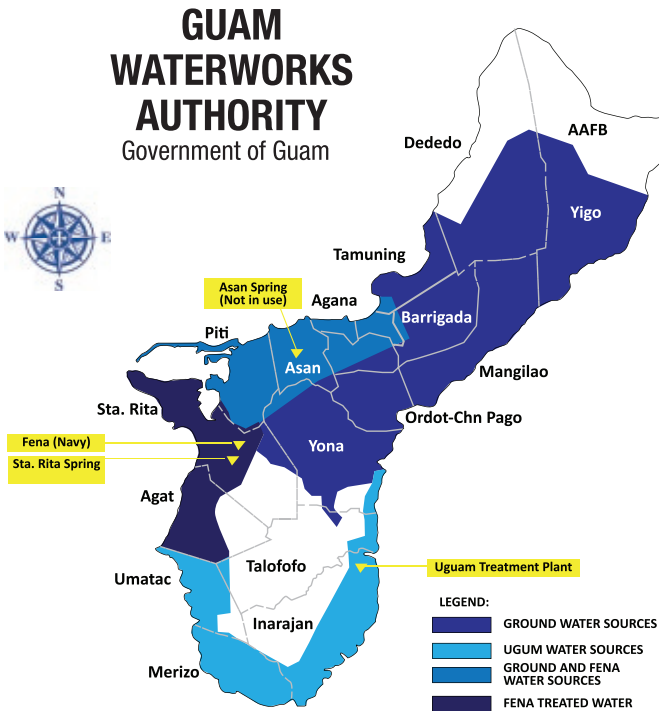 GUAM
WATERWORKS
AUTHORITY
Government of Guam
N
W
E
S
Dededo
AAFB
Yigo
Tamuning
Asan Spring
(Not in use)
Agana
Barrigada
Piti
Asan
Mangilao
Sta. Rita
Ordot-Chn Pago
Fena (Navy)
Yona
Sta. Rita Spring
Agat
Talofofo
Uguam Treatment Plant
Umatac
Inarajan
Merizo
LEGEND:
GROUND WATER SOURCES
UGUM WATER SOURCES
GROUND AND FENA
WATER SOURCES
FENA TREATED WATER